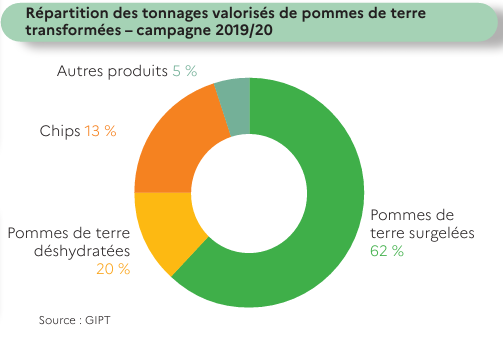 Répartition des tonnages valorisés de pommes de terre
transformées – campagne 2019/20
Autres produits 5 %
Chips 13 %
Pommes de terre
déshydratées
20 %
Pommes de
terre surgelées
62 %
Source : GIPT